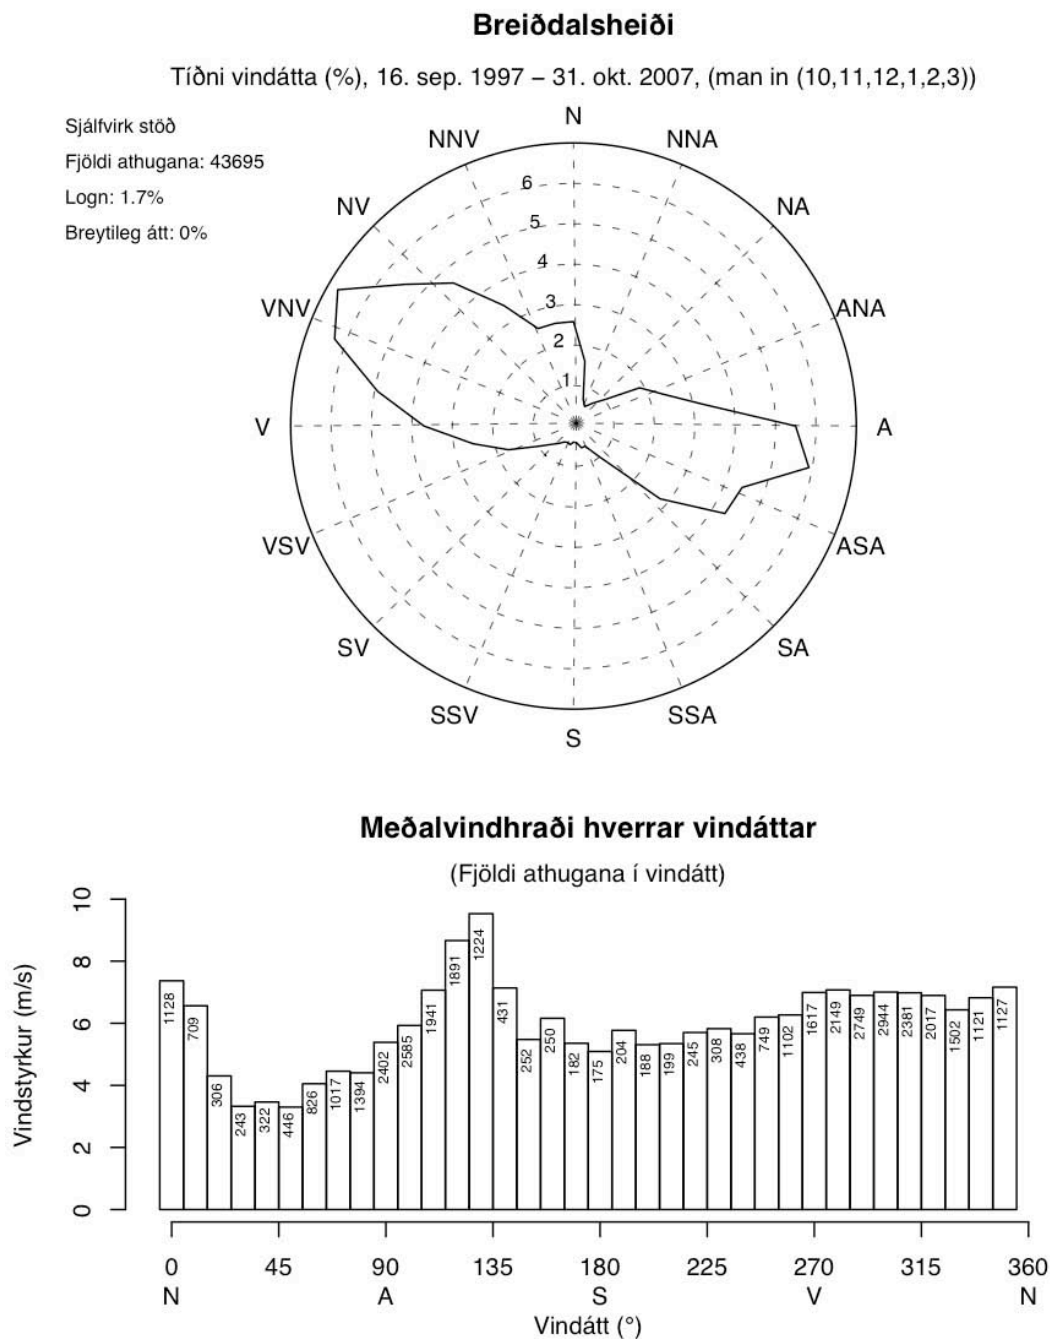 Breiðdalsheiði
Tíðni vindátta (%), 16. sep. 1997 – 31. okt. 2007, (man in (10,11,12,1,2,3))
Sjálfvirk stöð
Fjöldi athugana: 43695
Logn: 1.7%
Breytileg átt: 0%
N
NNV
NNA
NV
NA
VNV
ANA
V
A
VSV
ASA
SV
SA
SSV
SSA
S
6
5
4
3
2
1
Meðalvindhraði hverrar vindáttar
(Fjöldi athugana í vindátt)
Vindstyrkur (m/s)
10
8
6
4
2
0
1128
709
306
243
322
446
826
1017
1394
2402
2585
1941
1891
1224
431
252
250
182
175
204
188
199
245
308
438
749
1102
1617
2149
2749
2944
2381
2017
1502
1121
1127
0 45 90 135 180 225 270 315 360
N A S V N
Vindátt (°)